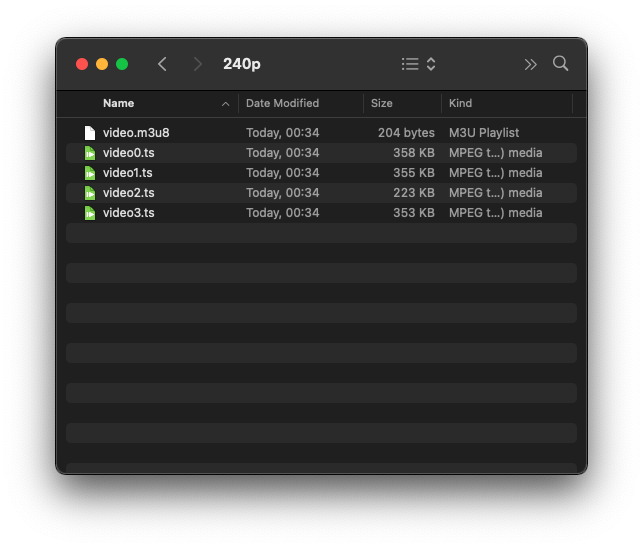 240p
Name Date Modified Size Kind
video.m3u8 Today, 00:34 204 bytes M3U Playlist
video0.ts Today, 00:34 358 KB MPEG t...) media
video1.ts Today, 00:34 355 KB MPEG t...) media
video2.ts Today, 00:34 223 KB MPEG t...) media
video3.ts Today, 00:34 353 KB MPEG t...) media